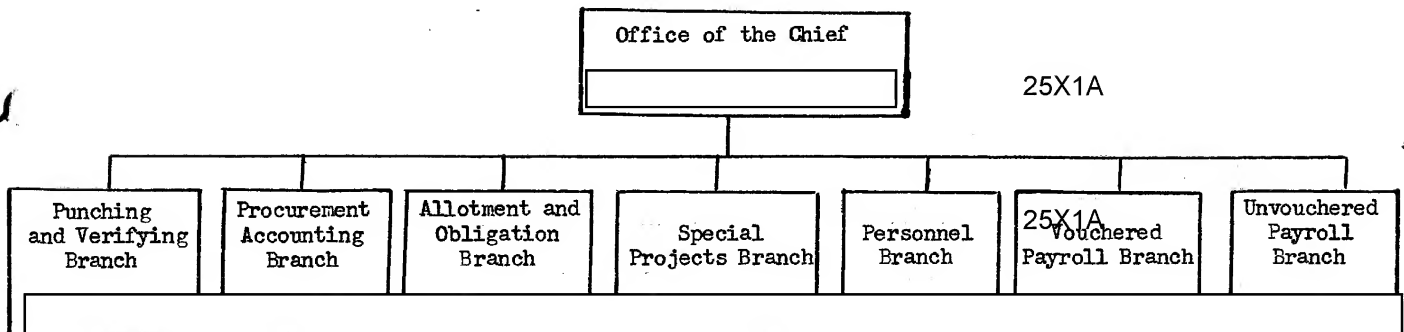 Office of the Chief
25X1A
Punching
and Verifying
Branch
Procurement
Accounting
Branch
Allotment and
Obligation
Branch
Special
Projects Branch
Personnel
Branch
25X1A
Vouchered
Payroll Branch
Unvouchered
Payroll
Branch